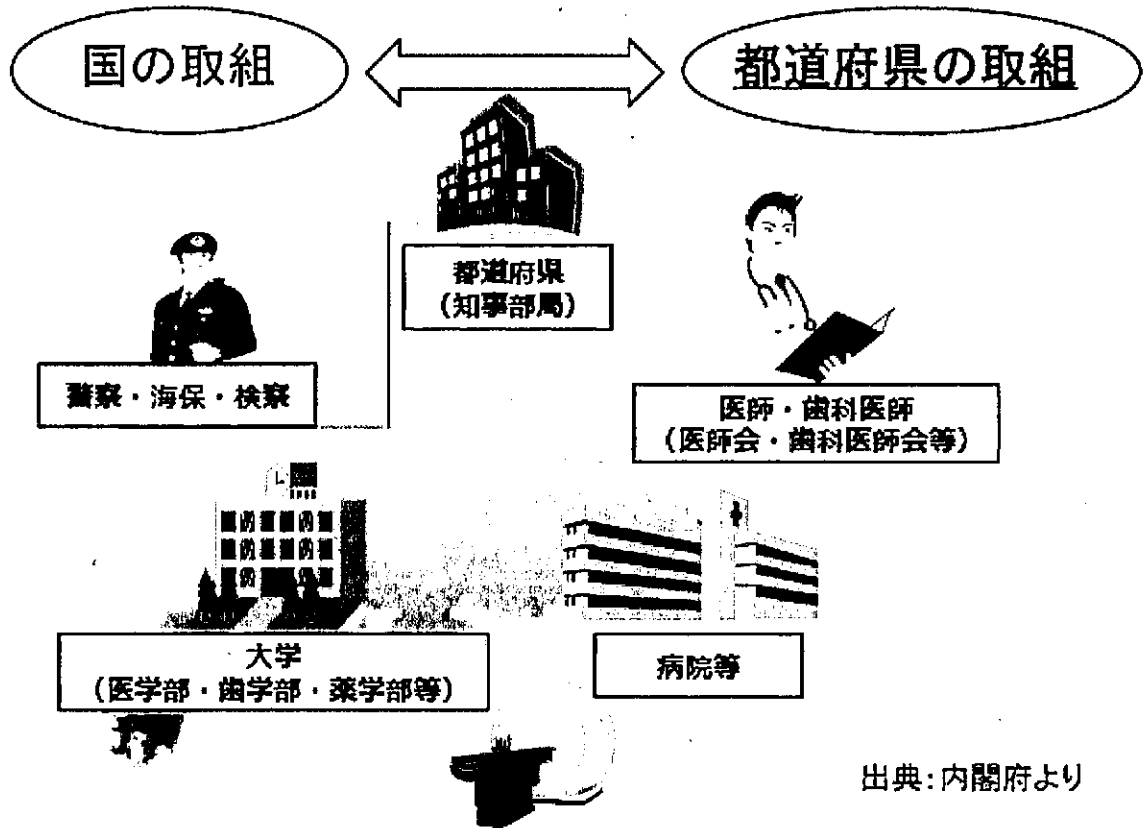 国の取組
都道府県の取組
都道府県
(知事部局)
警察・海保・検察
医師・歯科医師
(医師会・歯科医師会等)
大学
(医学部・歯学部・薬学部等)
病院等
出典:内閣府より